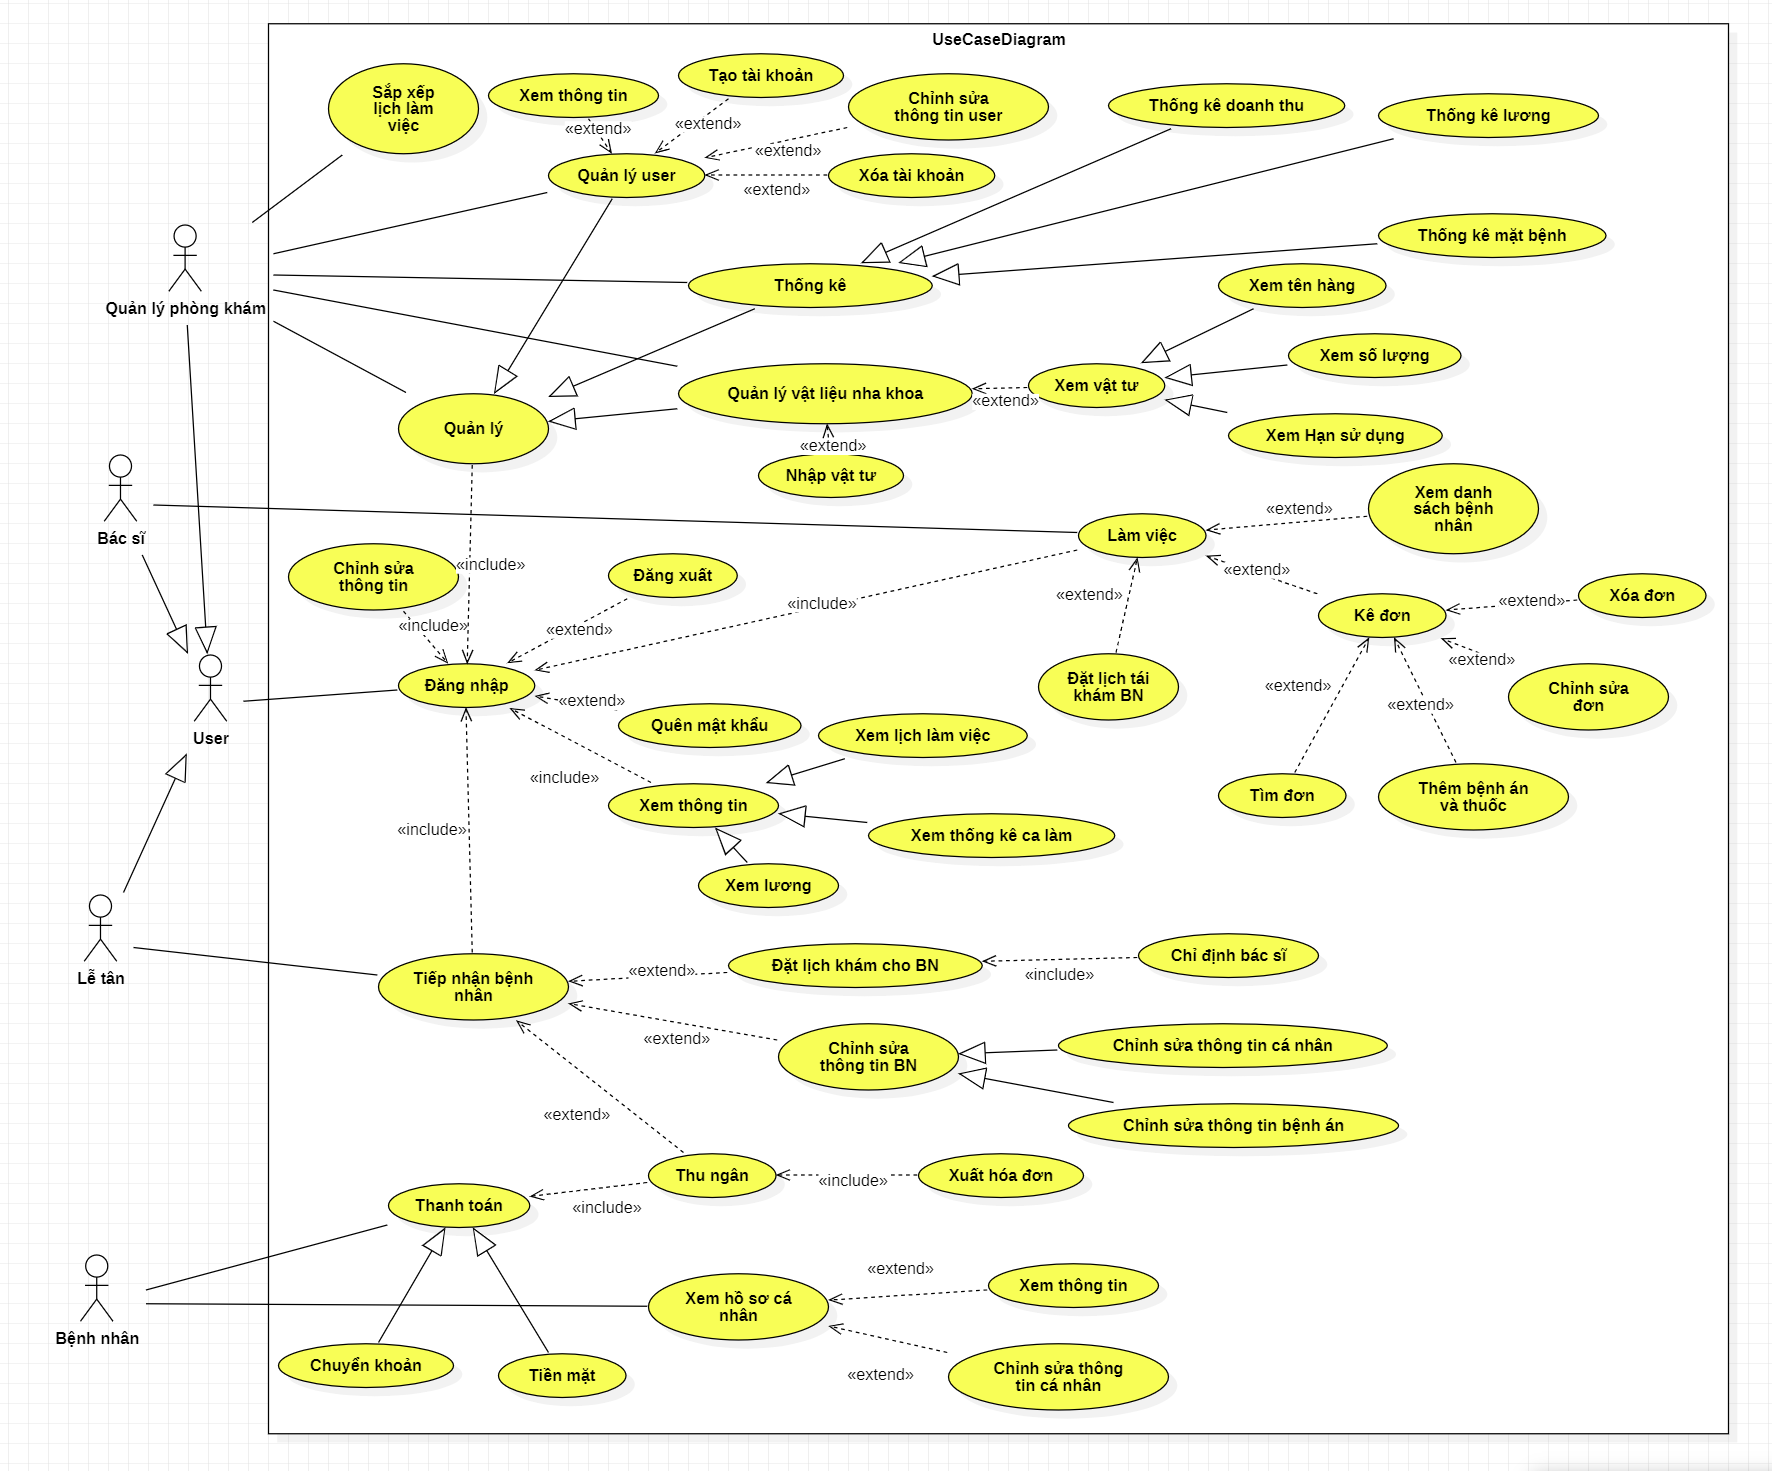 UseCaseDiagram
Sắp xếp
lịch làm
việc
Xem thông tin
Tạo tài khoản
Chỉnh sửa
thông tin user
Thống kê doanh thu
Thống kê lương
«extend»
«extend»
«extend»
Quản lý user
Xóa tài khoản
«extend»
Thống kê mặt bệnh
Quản lý phòng khám
Thống kê
Xem tên hàng
Xem số lượng
Quản lý vật liệu nha khoa
Xem vật tư
«extend»
Quản lý
Xem Hạn sử dụng
«extend»
Nhập vật tư
Bác sĩ
Xem danh
sách bệnh
nhân
«extend»
Làm việc
Chỉnh sửa
thông tin
«include»
Đăng xuất
«extend»
«extend»
«include»
Kê đơn
«extend»
Xóa đơn
«include»
«extend»
«extend»
Đăng nhập
«extend»
Đặt lịch tái
khám BN
«extend»
Chỉnh sửa
đơn
«extend»
User
Quên mật khẩu
Xem lịch làm việc
«include»
Xem thông tin
Tìm đơn
Thêm bệnh án
và thuốc
«include»
Xem thống kê ca làm
Xem lương
Lễ tân
Tiếp nhận bệnh
nhân
«extend»
Đặt lịch khám cho BN
«include»
Chỉ định bác sĩ
«extend»
Chỉnh sửa
thông tin BN
Chỉnh sửa thông tin cá nhân
«extend»
Chỉnh sửa thông tin bệnh án
Thu ngân
«include»
Xuất hóa đơn
Thanh toán
«include»
Bệnh nhân
Xem hồ sơ cá
nhân
«extend»
Xem thông tin
Chuyển khoản
Tiền mặt
«extend»
Chỉnh sửa thông
tin cá nhân